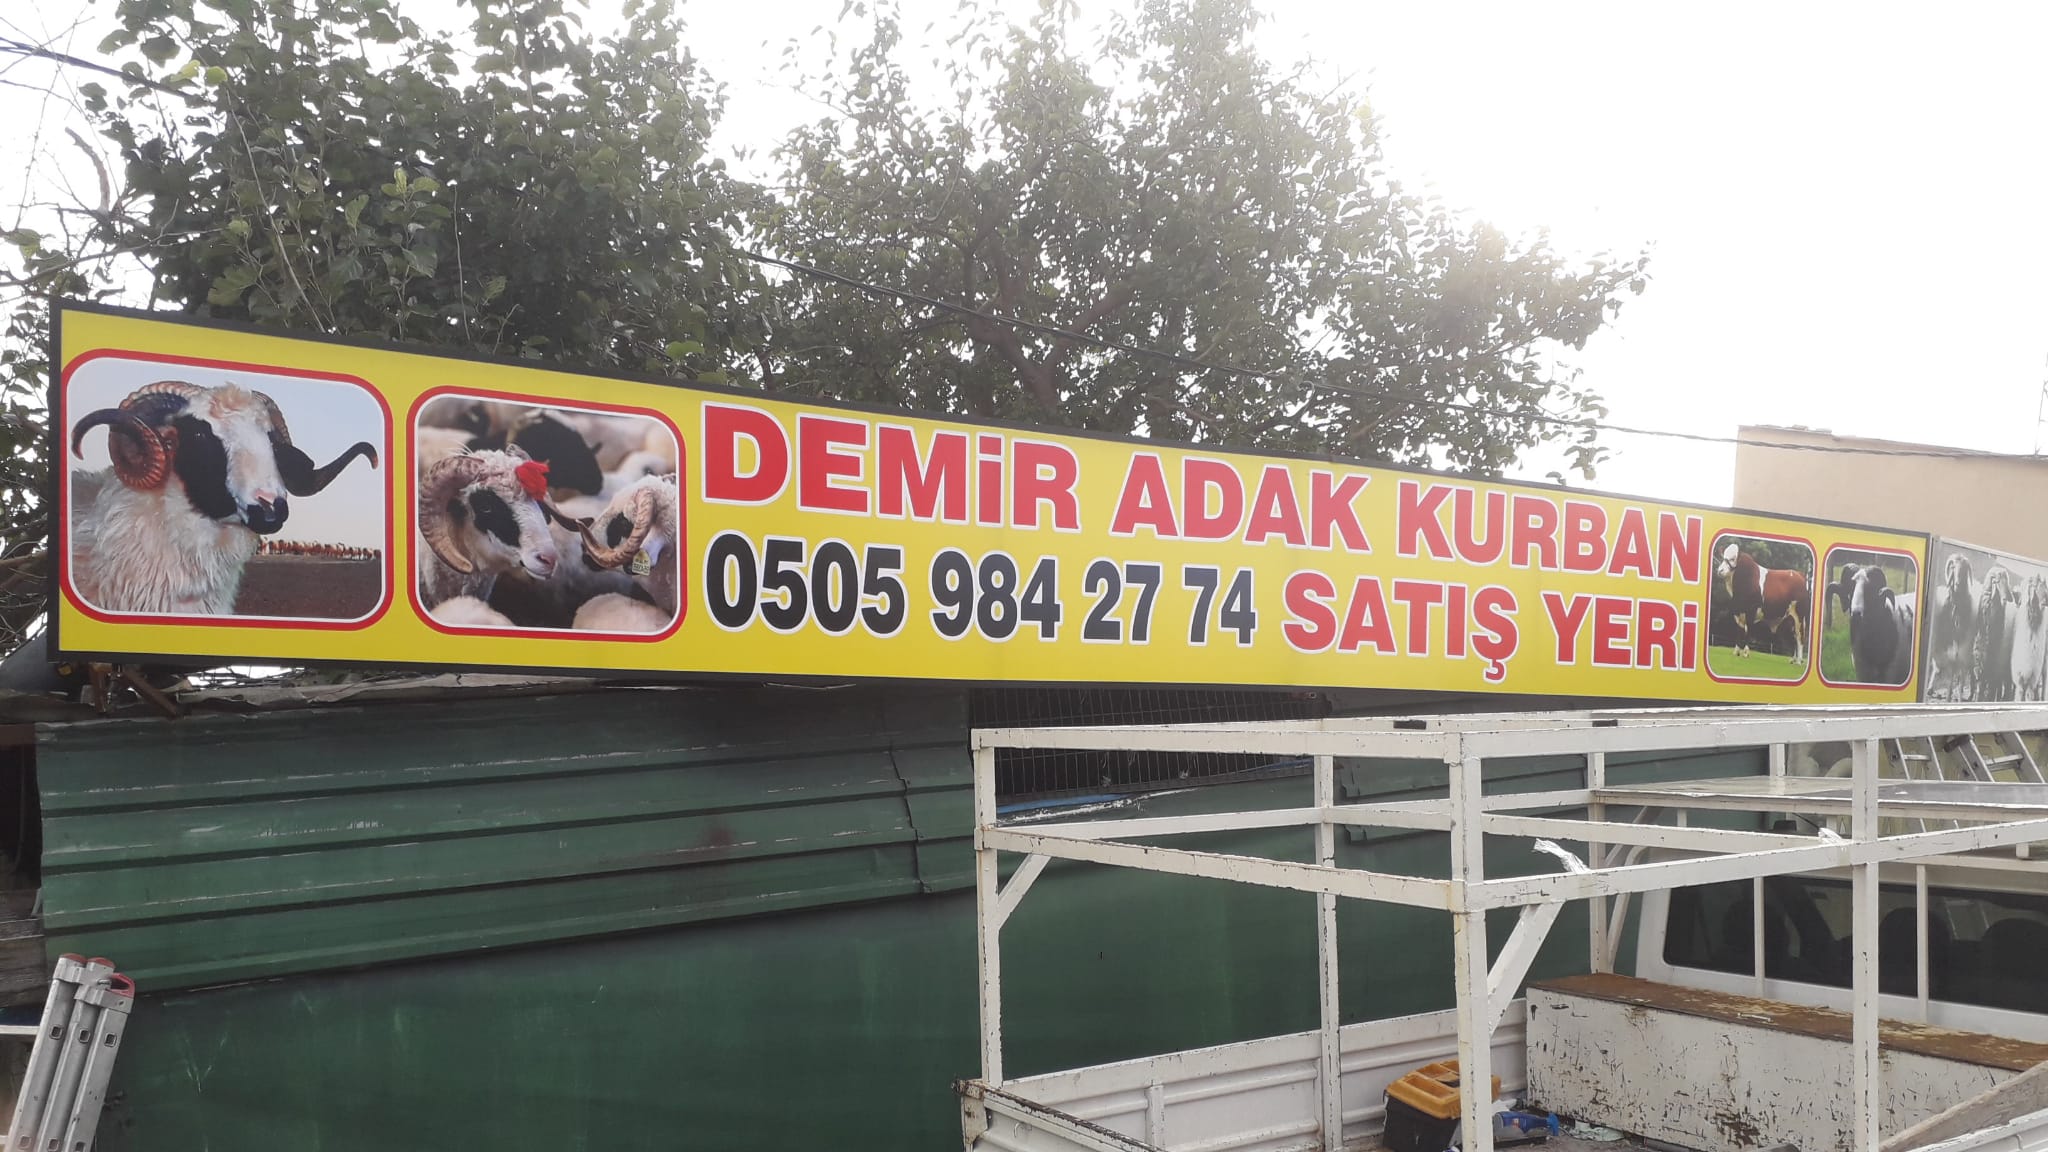 DEMiR ADAK KURBAN
0505 984 27 74 SATIŞ YERi